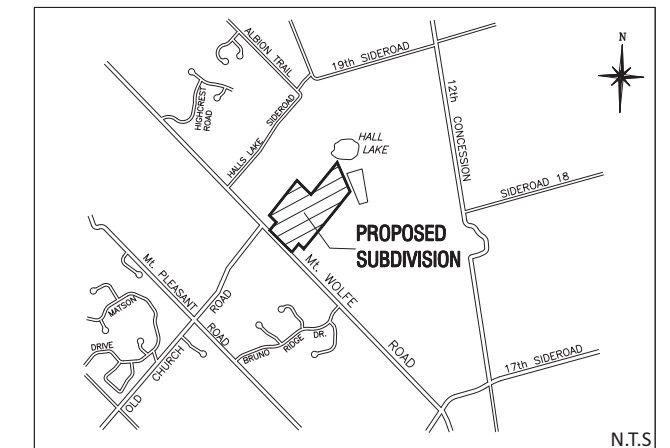 ALBION TRAIL
19th SIDEROAD
N
HIGHCREST
ROAD
HALLS LAKE SIDEROAD
12th CONCESSION
HALL
LAKE
SIDEROAD 18
PROPOSED
SUBDIVISION
Mt. PLEASANT ROAD
Mt. WOLFE ROAD
MATSON
DRIVE
OLD CHURCH ROAD
BRUNO RIDGE DR.
17th SIDEROAD
N.T.S